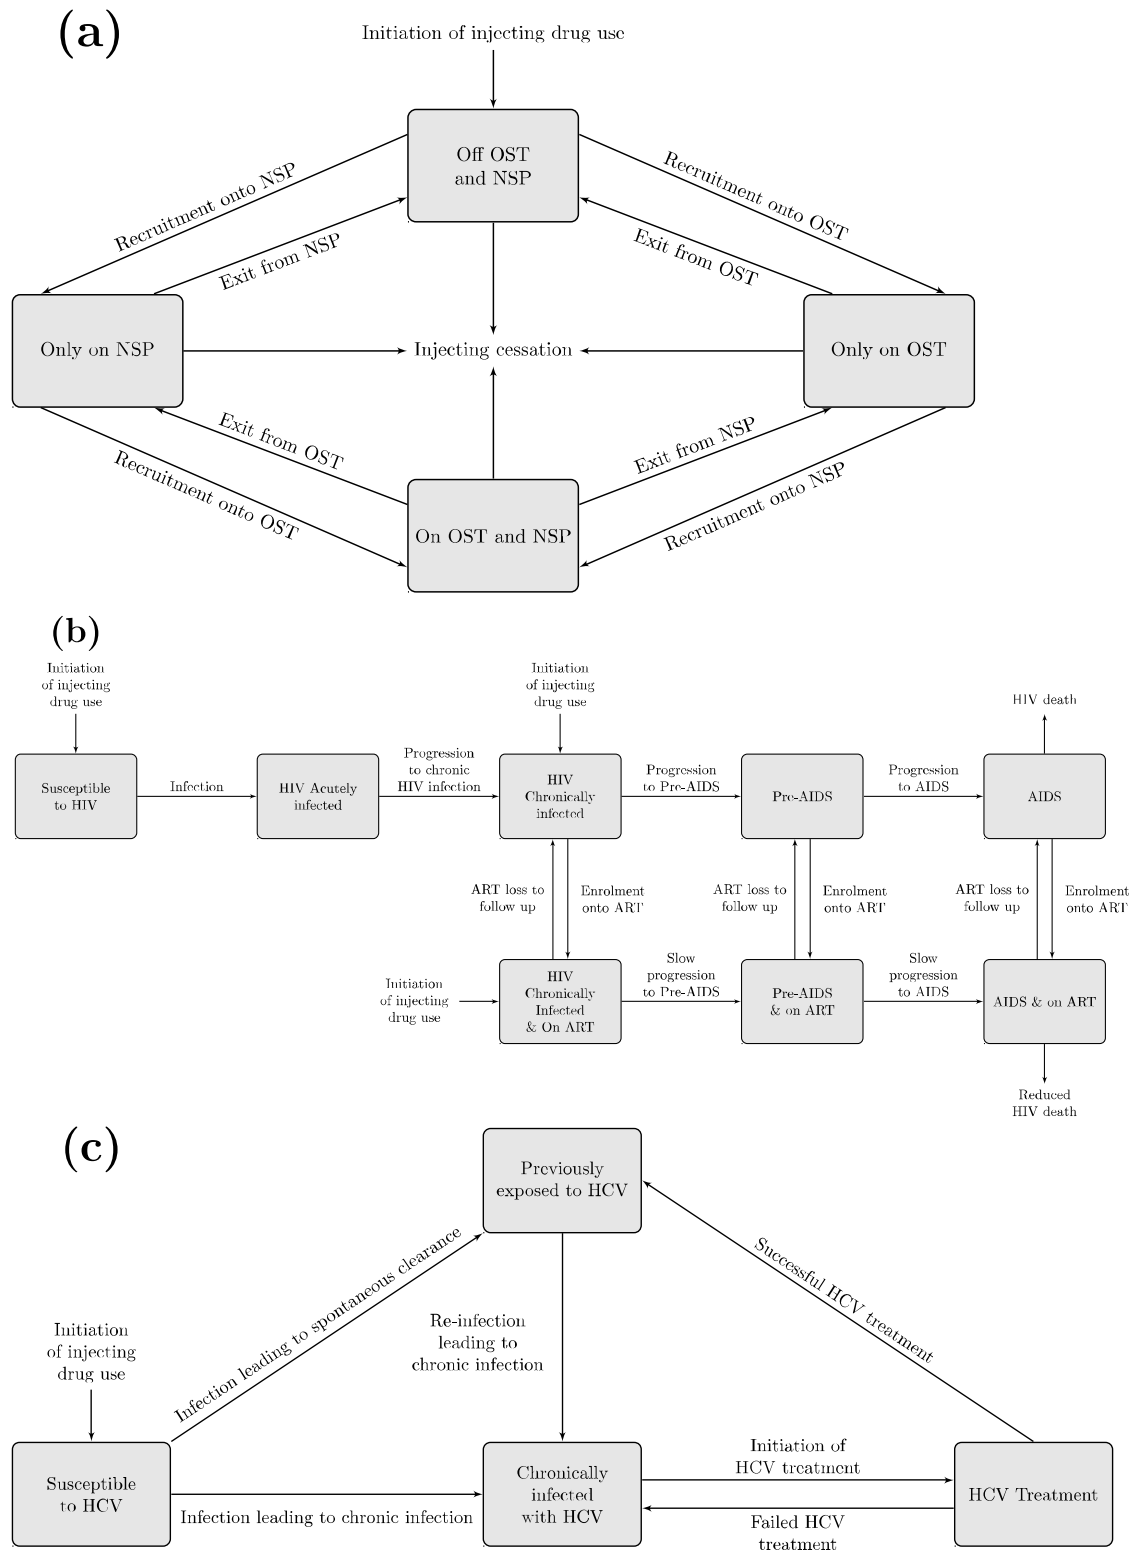 (a)
Initiation of injecting drug use
Off OST
and NSP
Recruitment onto NSP
Recruitment onto OST
Exit from NSP
Exit from OST
Only on NSP
Injecting cessation
Only on OST
Exit from OST
Exit from NSP
Recruitment onto OST
Recruitment onto NSP
On OST and NSP
(b)
Initiation
of injecting
drug use
Initiation
of injecting
drug use
HIV death
Susceptible
to HIV
Infection
HIV Acutely
infected
Progression
to chronic
HIV infection
HIV
Chronically
infected
Progression
to Pre-AIDS
Pre-AIDS
Progression
to AIDS
AIDS
ART loss to
follow up
Enrolment
onto ART
ART loss to
follow up
Enrolment
onto ART
ART loss to
follow up
Enrolment
onto ART
Initiation
of injecting
drug use
HIV
Chronically
Infected
& On ART
Slow
progression
to Pre-AIDS
Pre-AIDS
& on ART
Slow
progression
to AIDS
AIDS & on ART
Reduced
HIV death
(c)
Previously
exposed to HCV
Infection leading to spontaneous clearance
Successful HCV treatment
Re-infection
leading to
chronic infection
Initiation
of injecting
drug use
Susceptible
to HCV
Infection leading to chronic infection
Chronically
infected
with HCV
Initiation of
HCV treatment
Failed HCV
treatment
HCV Treatment